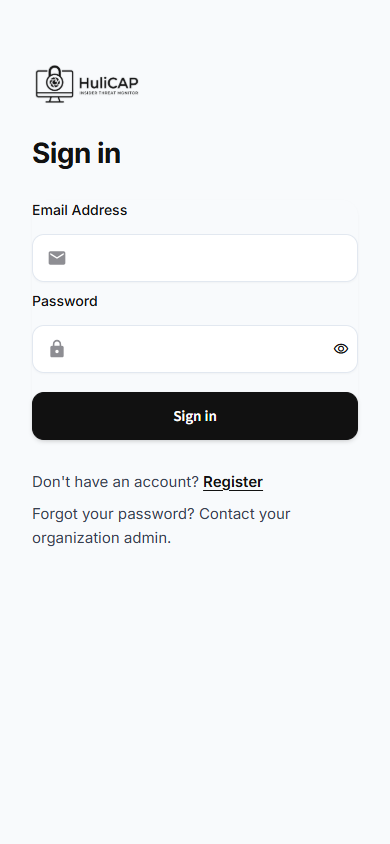 HuliCAP
INSIDER THREAT MONITOR
Sign in
Email Address
Password
Sign in
Don't have an account? Register
Forgot your password? Contact your
organization admin.